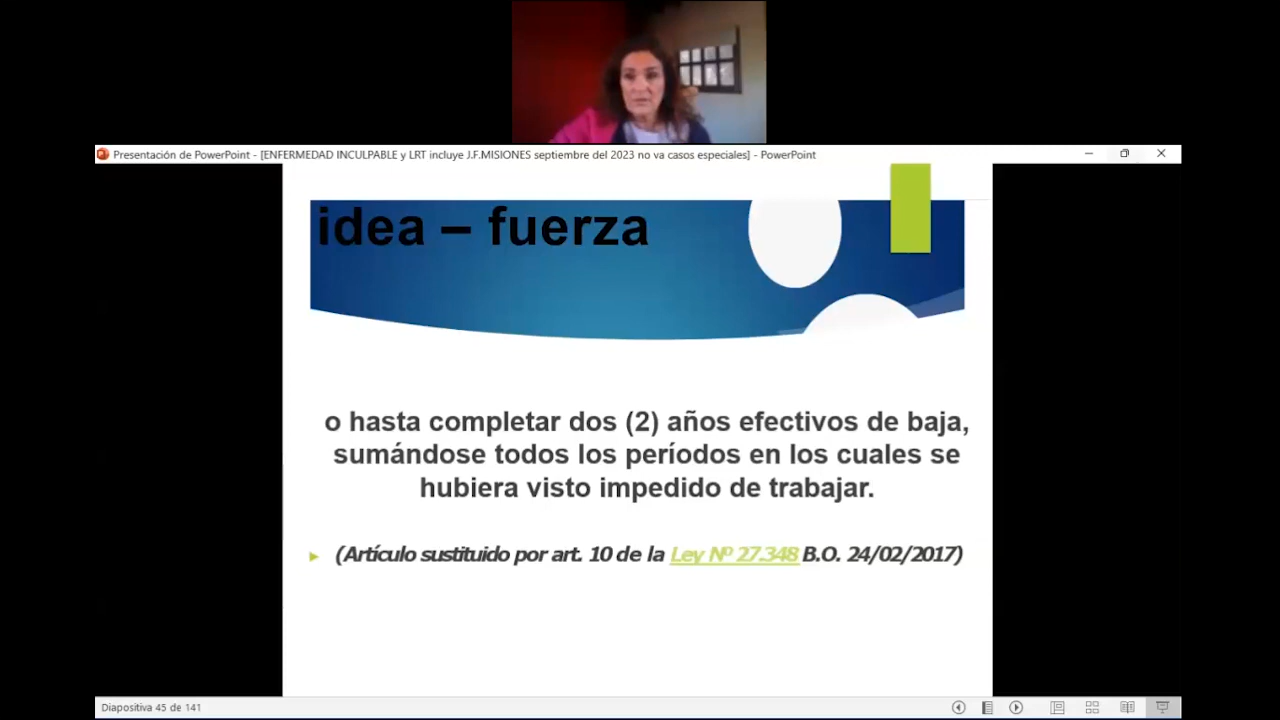 Presentación de PowerPoint - [ENFERMEDAD INCULPABLE y LRT incluye J.F.MISIONES septiembre del 2023 no va casos especiales] - PowerPoint
idea – fuerza
o hasta completar dos (2) años efectivos de baja,
sumándose todos los períodos en los cuales se
hubiera visto impedido de trabajar.
(Artículo sustituido por art. 10 de la Ley Nº 27.348 B.O. 24/02/2017)
Diapositiva 45 de 141